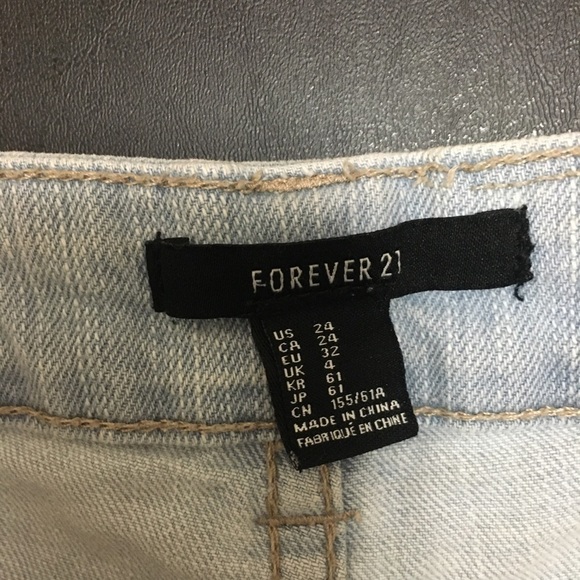 FOREVER 21
US 24
CA 24
EU 32
UK 4
KR 61
JP 61
CN 155/61A
MADE IN CHINA
FABRIQUÉ EN CHINE